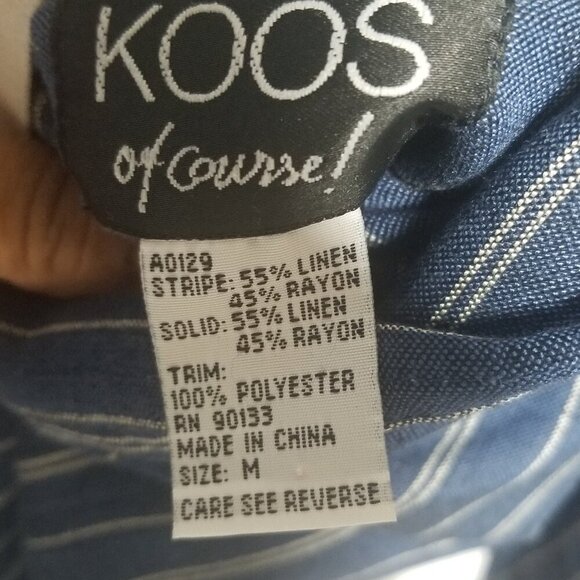 KOOS
of Course!
A0129
STRIPE: 55% LINEN
45% RAYON
SOLID: 55% LINEN
45% RAYON
TRIM:
100% POLYESTER
RN 90133
MADE IN CHINA
SIZE: M
CARE SEE REVERSE